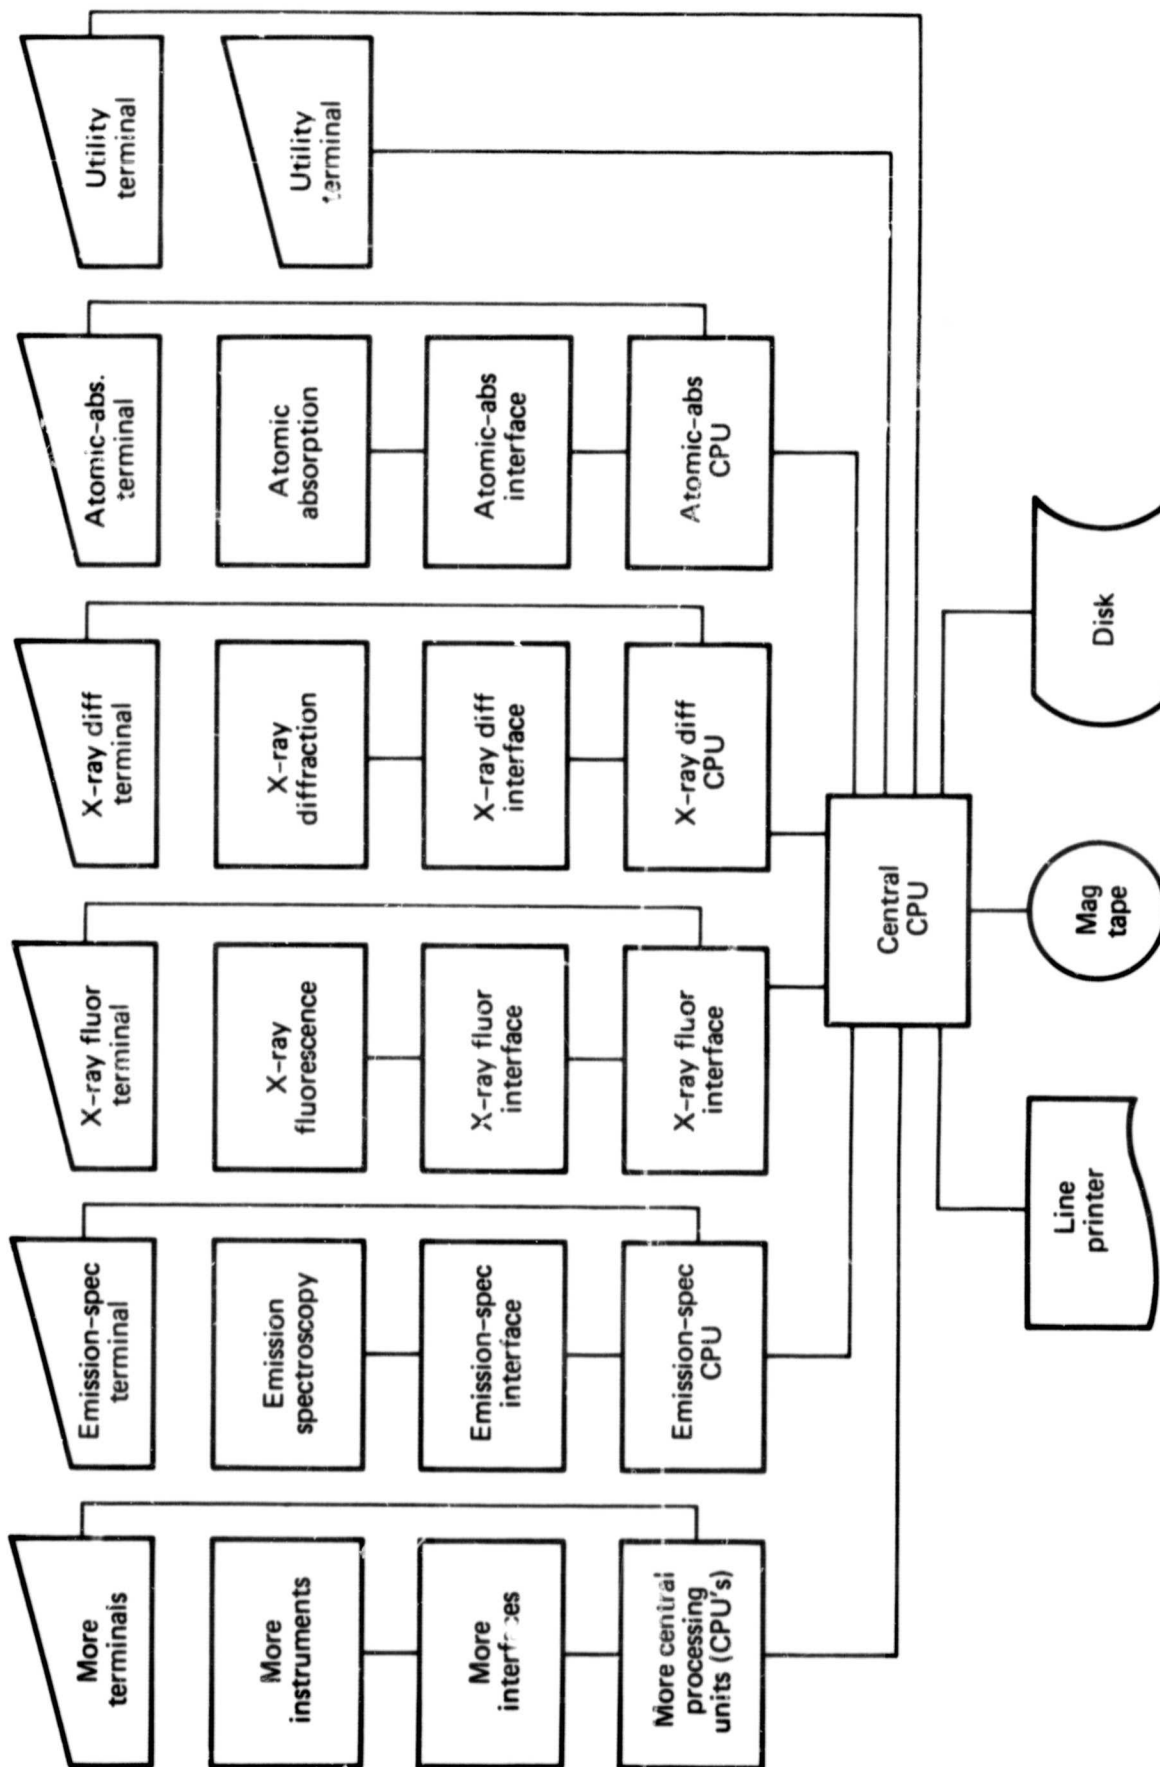 More
terminals
Emission-spec
terminal
X-ray fluor
terminal
X-ray diff
terminal
Atomic-abs.
terminal
Utility
terminal
More
instruments
Emission
spectroscopy
X-ray
fluorescence
X-ray
diffraction
Atomic
absorption
Utility
terminal
More
interfaces
Emission-spec
interface
X-ray fluor
interface
X-ray diff
interface
Atomic-abs
interface
More central
processing
units (CPU's)
Emission-spec
CPU
X-ray fluor
interface
X-ray diff
CPU
Atomic-abs
CPU
Central
CPU
Line
printer
Mag
tape
Disk